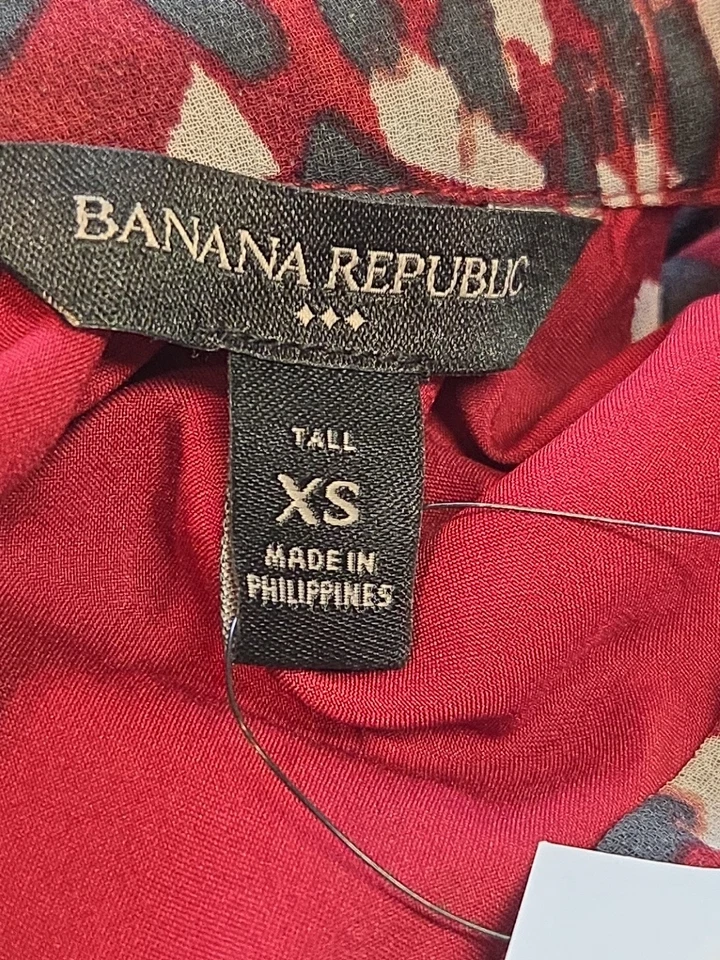 BANANA REPUBLIC
TALL
XS
MADE IN
PHILIPPINES